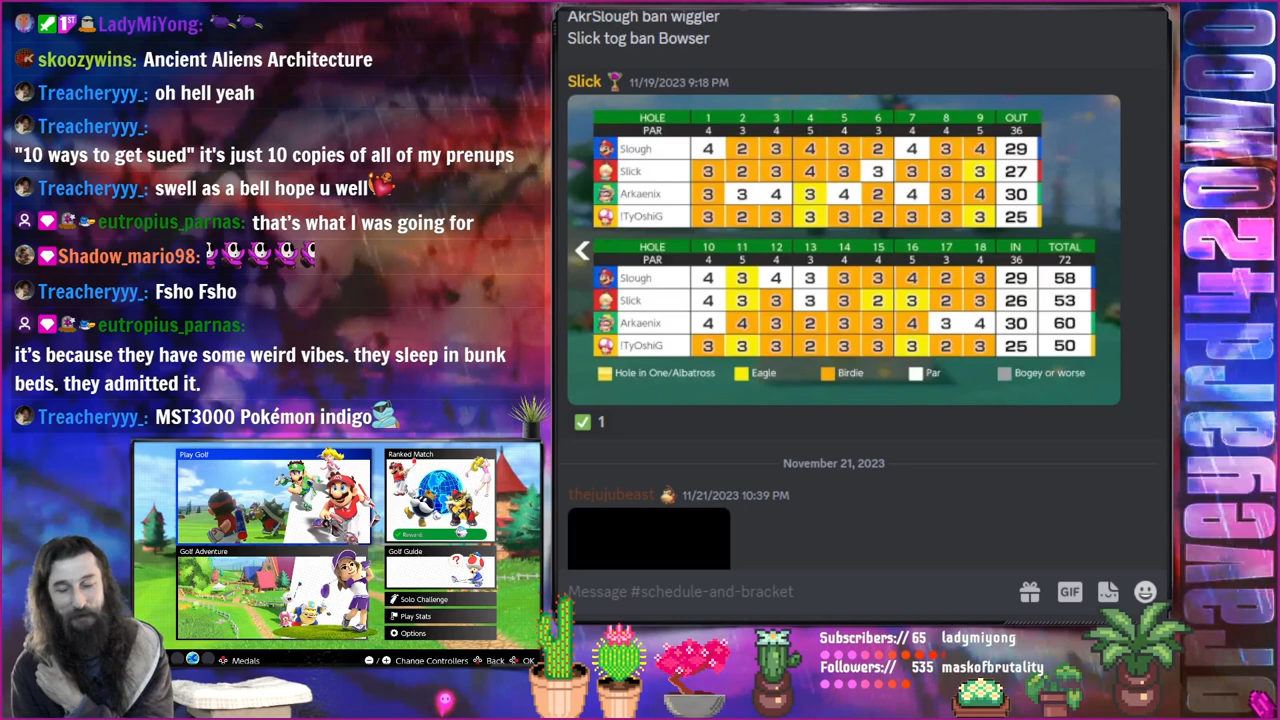 LadyMiYong:
skoozywins: Ancient Aliens Architecture
Treacheryyy_: oh hell yeah
Treacheryyy_:
"10 ways to get sued" it's just 10 copies of all of my prenups
Treacheryyy_: swell as a bell hope u well
eutropius_parnas: that's what I was going for
Shadow_mario98:
Treacheryyy_: Fsho Fsho
eutropius_parnas:
it's because they have some weird vibes. they sleep in bunk
beds. they admitted it.
Treacheryyy_: MST3000 Pokémon indigo
AkrSlough ban wiggler
Slick tog ban Bowser
Slick 11/19/2023 9:18 PM
HOLE 1 2 3 4 5 6 7 8 9 OUT
PAR 4 3 4 5 4 3 4 4 5 36
Slough 4 2 3 4 3 2 4 3 4 29
Slick 3 2 3 4 3 3 3 3 3 27
Arkaenix 3 3 4 3 4 2 4 3 4 30
!TyOshiG 3 2 3 3 3 2 3 3 3 25
HOLE 10 11 12 13 14 15 16 17 18 IN TOTAL
PAR 4 5 4 3 4 4 5 3 4 36 72
Slough 4 3 4 3 3 3 4 2 3 29 58
Slick 4 3 3 3 3 2 3 2 3 26 53
Arkaenix 4 4 3 2 3 3 4 3 4 30 60
!TyOshiG 3 3 3 2 3 3 3 2 3 25 50
Hole in One/Albatross Eagle Birdie Par Bogey or worse
1
November 21, 2023
thejujubeast 11/21/2023 10:39 PM
Message #schedule-and-bracket
GIF
Play Golf
Ranked Match
Golf Adventure
Golf Guide
Solo Challenge
Play Stats
Options
Medals
Change Controllers Back OK
Subscribers:// 65 ladymiyong
Followers:// 535 maskofbrutality